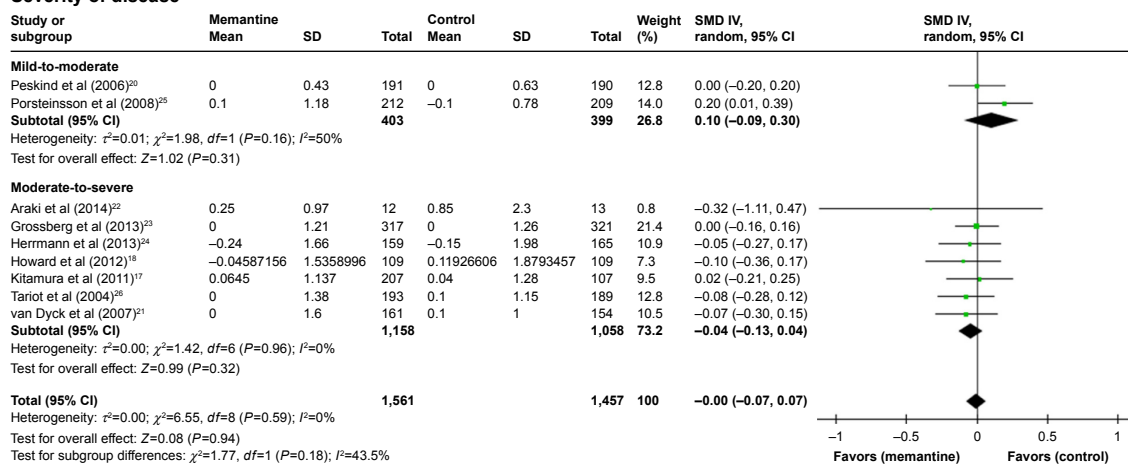 Severity of disease
Study or Memantine Control Weight SMD IV, SMD IV,
subgroup Mean SD Total Mean SD Total (%) random, 95% CI random, 95% CI
Mild-to-moderate
Peskind et al (2006)²⁰ 0 0.43 191 0 0.63 190 12.8 0.00 (−0.20, 0.20)
Porsteinsson et al (2008)²⁵ 0.1 1.18 212 −0.1 0.78 209 14.0 0.20 (0.01, 0.39)
Subtotal (95% CI) 403 399 26.8 0.10 (−0.09, 0.30)
Heterogeneity: τ²=0.01; χ²=1.98, df=1 (P=0.16); I²=50%
Test for overall effect: Z=1.02 (P=0.31)
Moderate-to-severe
Araki et al (2014)²² 0.25 0.97 12 0.85 2.3 13 0.8 −0.32 (−1.11, 0.47)
Grossberg et al (2013)²³ 0 1.21 317 0 1.26 321 21.4 0.00 (−0.16, 0.16)
Herrmann et al (2013)²⁴ −0.24 1.66 159 −0.15 1.98 165 10.9 −0.05 (−0.27, 0.17)
Howard et al (2012)¹⁸ −0.04587156 1.5358996 109 0.11926606 1.8793457 109 7.3 −0.10 (−0.36, 0.17)
Kitamura et al (2011)¹⁷ 0.0645 1.137 207 0.04 1.28 107 9.5 0.02 (−0.21, 0.25)
Tariot et al (2004)²⁶ 0 1.38 193 0.1 1.15 189 12.8 −0.08 (−0.28, 0.12)
van Dyck et al (2007)²¹ 0 1.6 161 0.1 1 154 10.5 −0.07 (−0.30, 0.15)
Subtotal (95% CI) 1,158 1,058 73.2 −0.04 (−0.13, 0.04)
Heterogeneity: τ²=0.00; χ²=1.42, df=6 (P=0.96); I²=0%
Test for overall effect: Z=0.99 (P=0.32)
Total (95% CI) 1,561 1,457 100 −0.00 (−0.07, 0.07)
Heterogeneity: τ²=0.00; χ²=6.55, df=8 (P=0.59); I²=0%
Test for overall effect: Z=0.08 (P=0.94)
Test for subgroup differences: χ²=1.77, df=1 (P=0.18); I²=43.5%
−1 −0.5 0 0.5 1
Favors (memantine) Favors (control)